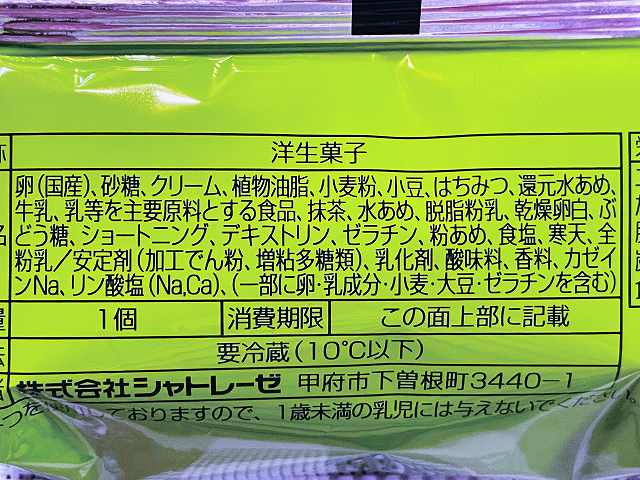 洋生菓子
卵(国産)、砂糖、クリーム、植物油脂、小麦粉、小豆、はちみつ、還元水あめ、
牛乳、乳等を主要原料とする食品、抹茶、水あめ、脱脂粉乳、乾燥卵白、ぶ
どう糖、ショートニング、デキストリン、ゼラチン、粉あめ、食塩、寒天、全
粉乳/安定剤(加工でん粉、増粘多糖類)、乳化剤、酸味料、香料、カゼイ
ンNa、リン酸塩(Na,Ca)、(一部に卵・乳成分・小麦・大豆・ゼラチンを含む)
1個 消費期限 この面上部に記載
要冷蔵(10℃以下)
株式会社シャトレーゼ 甲府市下曽根町3440-1
しておりますので、1歳未満の乳児には与えないでください。